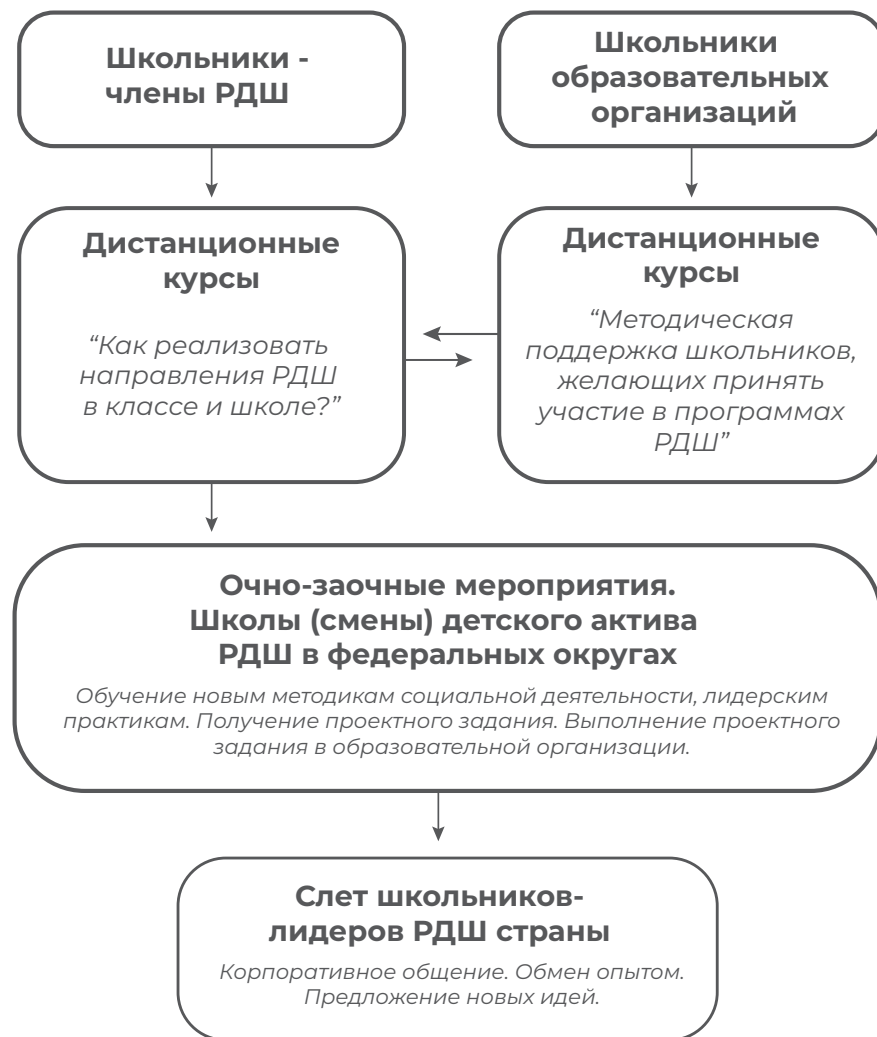 Школьники -
члены РДШ
Школьники
образовательных
организаций
Дистанционные
курсы
“Как реализовать
направления РДШ
в классе и школе?”
Дистанционные
курсы
“Методическая
поддержка школьников,
желающих принять
участие в программах
РДШ”
Очно-заочные мероприятия.
Школы (смены) детского актива
РДШ в федеральных округах
Обучение новым методикам социальной деятельности, лидерским
практикам. Получение проектного задания. Выполнение проектного
задания в образовательной организации.
Слет школьников-
лидеров РДШ страны
Корпоративное общение. Обмен опытом.
Предложение новых идей.